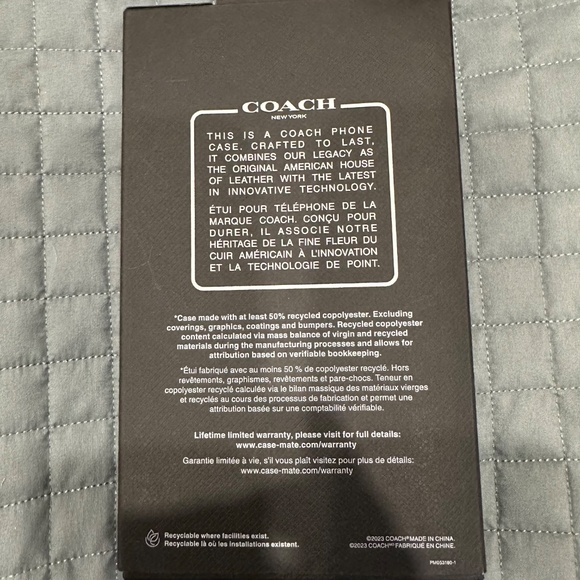 COACH
NEW YORK
THIS IS A COACH PHONE
CASE. CRAFTED TO LAST,
IT COMBINES OUR LEGACY AS
THE ORIGINAL AMERICAN HOUSE
OF LEATHER WITH THE LATEST
IN INNOVATIVE TECHNOLOGY.
ÉTUI POUR TÉLÉPHONE DE LA
MARQUE COACH. CONÇU POUR
DURER, IL ASSOCIE NOTRE
HÉRITAGE DE LA FINE FLEUR DU
CUIR AMÉRICAIN À L'INNOVATION
ET LA TECHNOLOGIE DE POINT.
*Case made with at least 50% recycled copolyester. Excluding
coverings, graphics, coatings and bumpers. Recycled copolyester
content calculated via mass balance of virgin and recycled
materials during the manufacturing processes and allows for
attribution based on verifiable bookkeeping.
*Étui fabriqué avec au moins 50 % de copolyester recyclé. Hors
revêtements, graphismes, revêtements et pare-chocs. Teneur en
copolyester recyclé calculée via le bilan massique des matériaux vierges
et recyclés au cours des processus de fabrication et permet une
attribution basée sur une comptabilité vérifiable.
Lifetime limited warranty, please visit for full details:
www.case-mate.com/warranty
Garantie limitée à vie, s'il vous plaît visitez pour plus de détails:
www.case-mate.com/warranty
Recyclable where facilities exist.
Recyclable là où les installations existent.
©2023 COACH® MADE IN CHINA.
©2023 COACH® FABRIQUÉ EN CHINE.
PMG53180-1